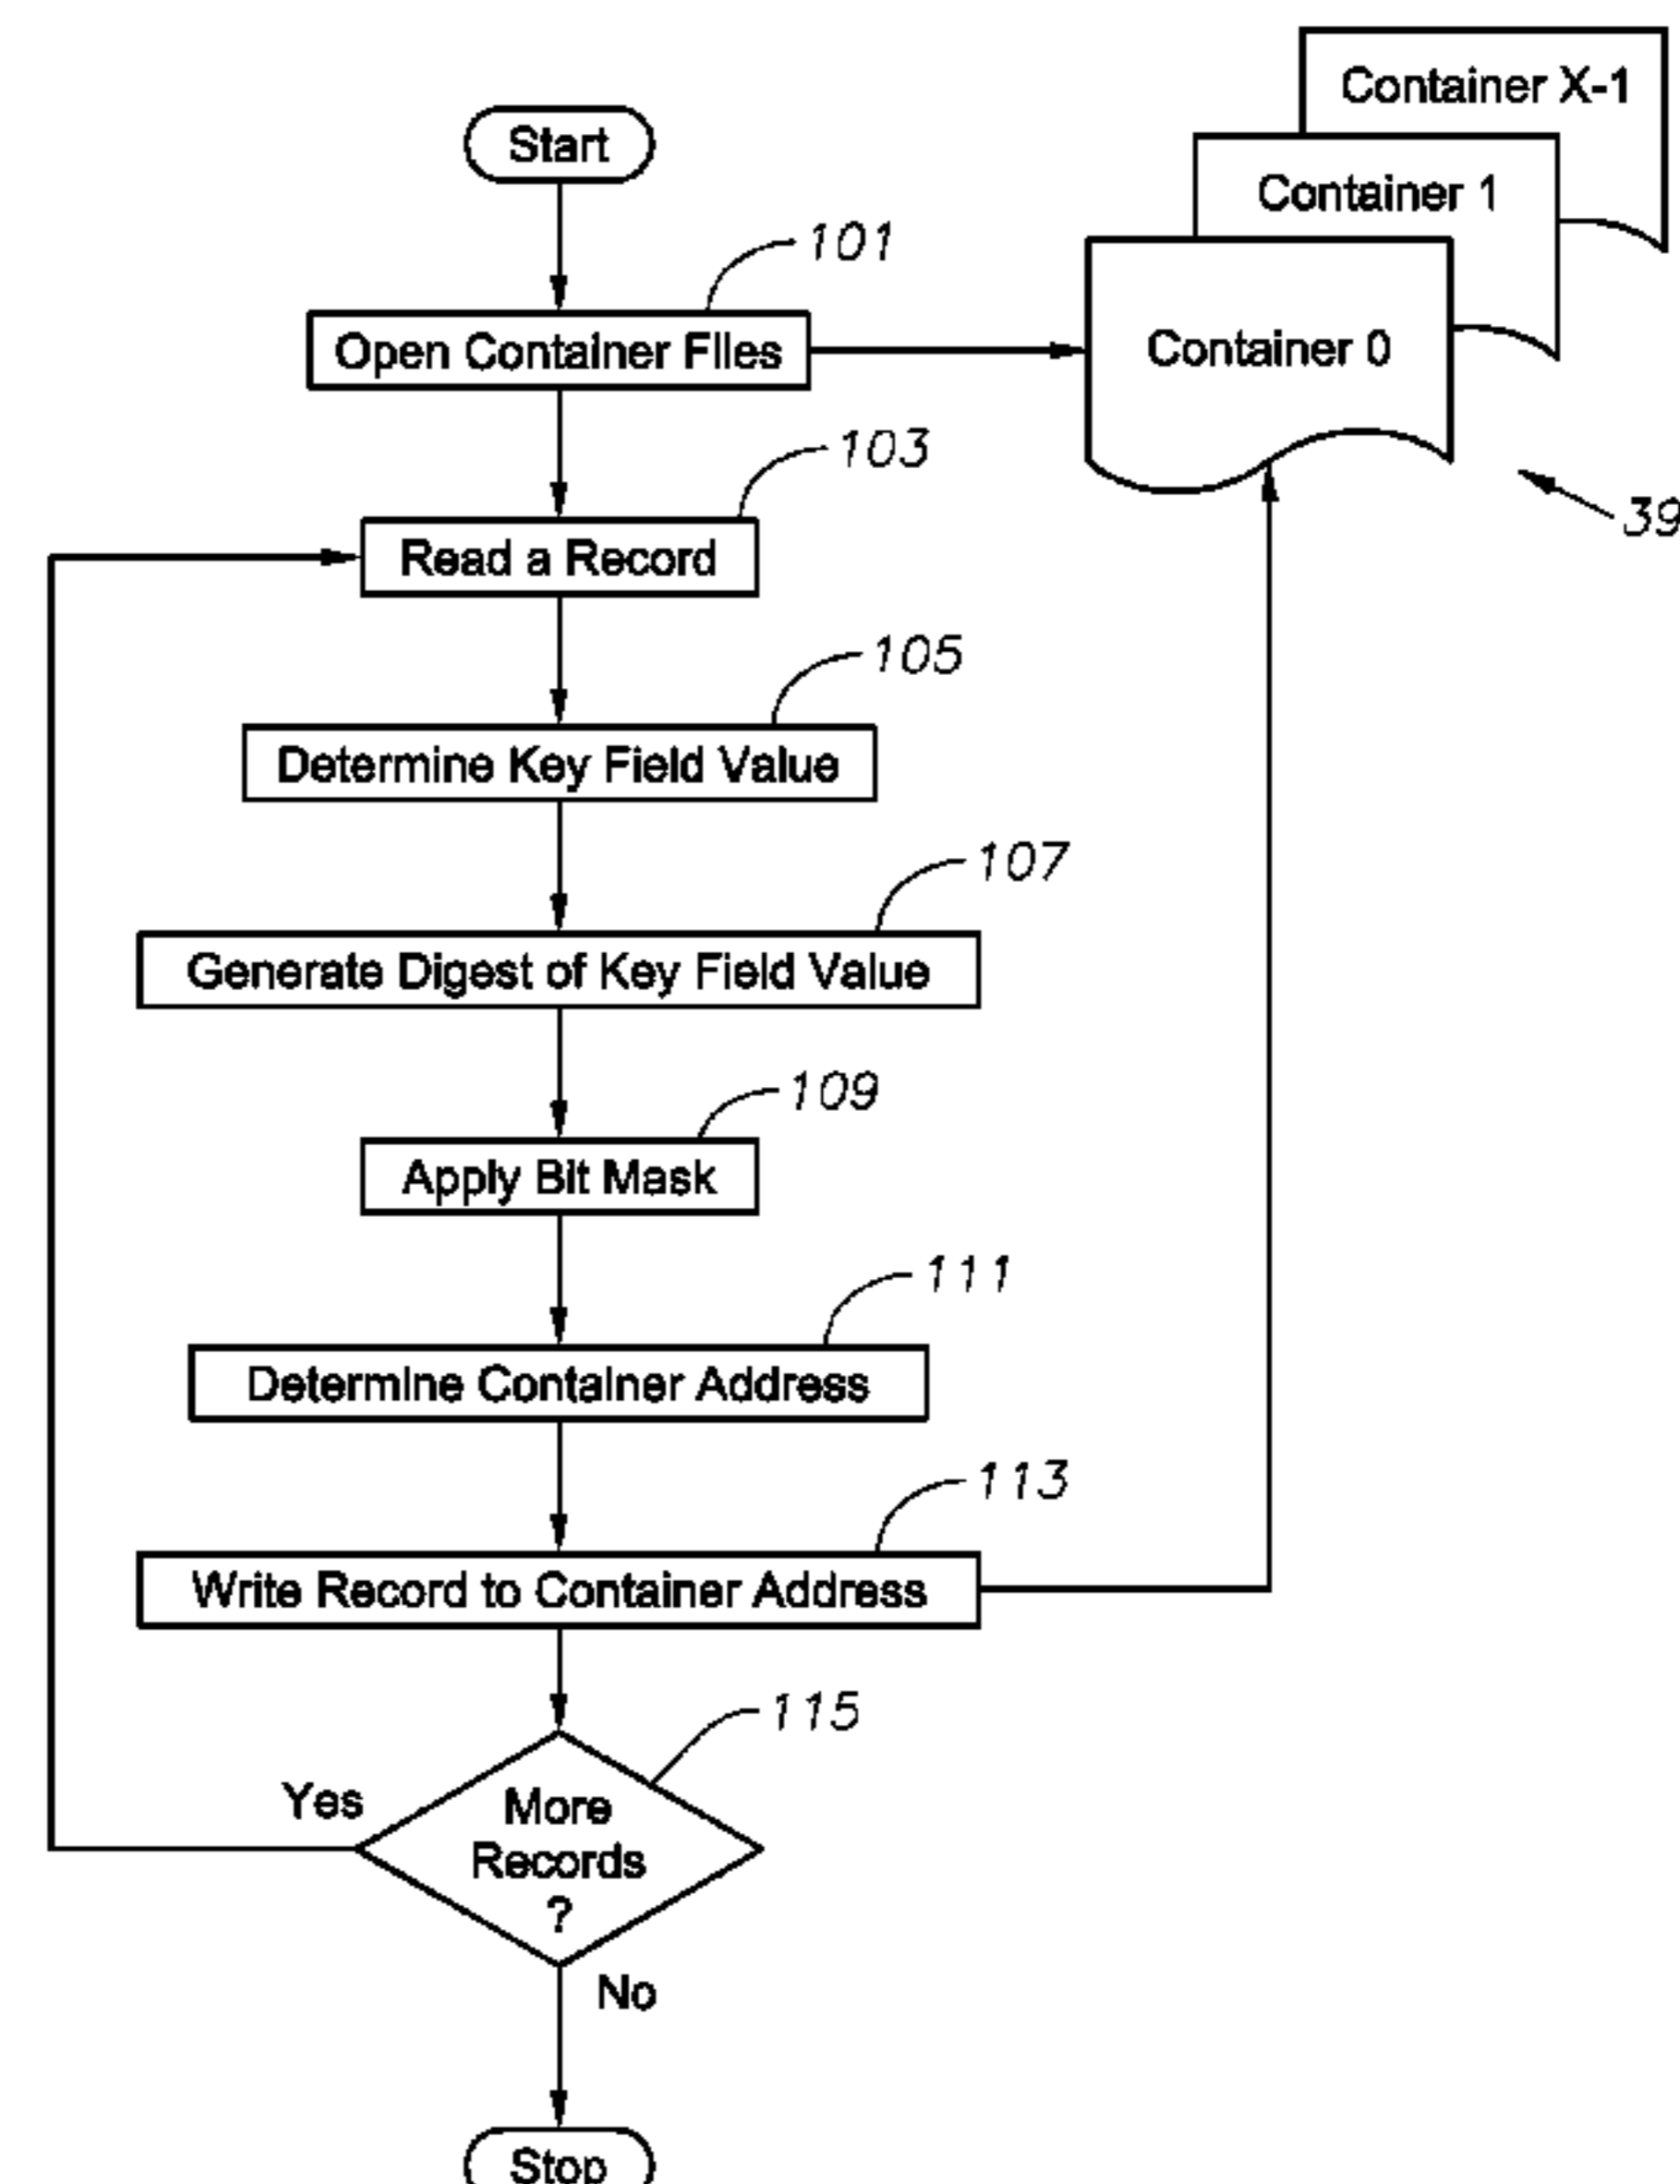 Container X-1
Start
Container 1
101
Open Container Files
Container 0
103
39
Read a Record
105
Determine Key Field Value
107
Generate Digest of Key Field Value
109
Apply Bit Mask
111
Determine Container Address
113
Write Record to Container Address
115
Yes
More
Records
?
No
Stop